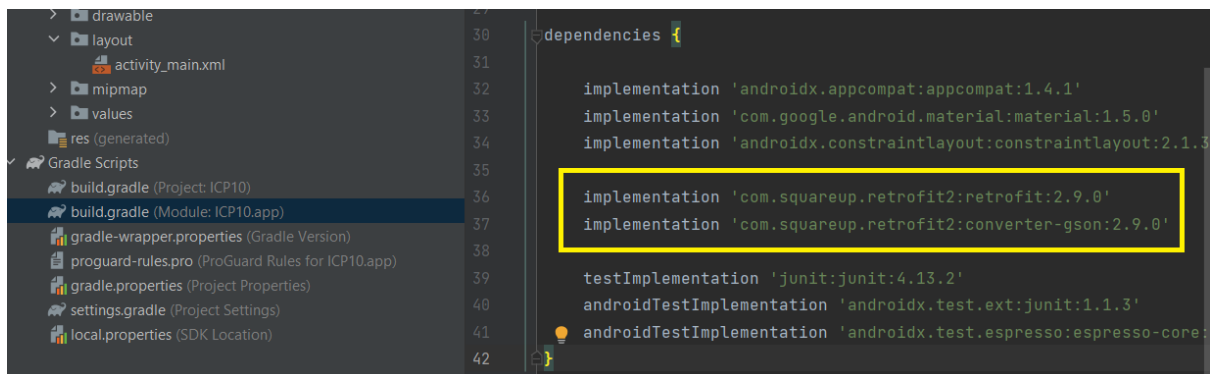 drawable
layout
activity_main.xml
mipmap
values
res (generated)
Gradle Scripts
build.gradle (Project: ICP10)
build.gradle (Module: ICP10.app)
gradle-wrapper.properties (Gradle Version)
proguard-rules.pro (ProGuard Rules for ICP10.app)
gradle.properties (Project Properties)
settings.gradle (Project Settings)
local.properties (SDK Location)
30 dependencies {
31
32 implementation 'androidx.appcompat:appcompat:1.4.1'
33 implementation 'com.google.android.material:material:1.5.0'
34 implementation 'androidx.constraintlayout:constraintlayout:2.1.3
35
36 implementation 'com.squareup.retrofit2:retrofit:2.9.0'
37 implementation 'com.squareup.retrofit2:converter-gson:2.9.0'
38
39 testImplementation 'junit:junit:4.13.2'
40 androidTestImplementation 'androidx.test.ext:junit:1.1.3'
41 androidTestImplementation 'androidx.test.espresso:espresso-core:
42 }